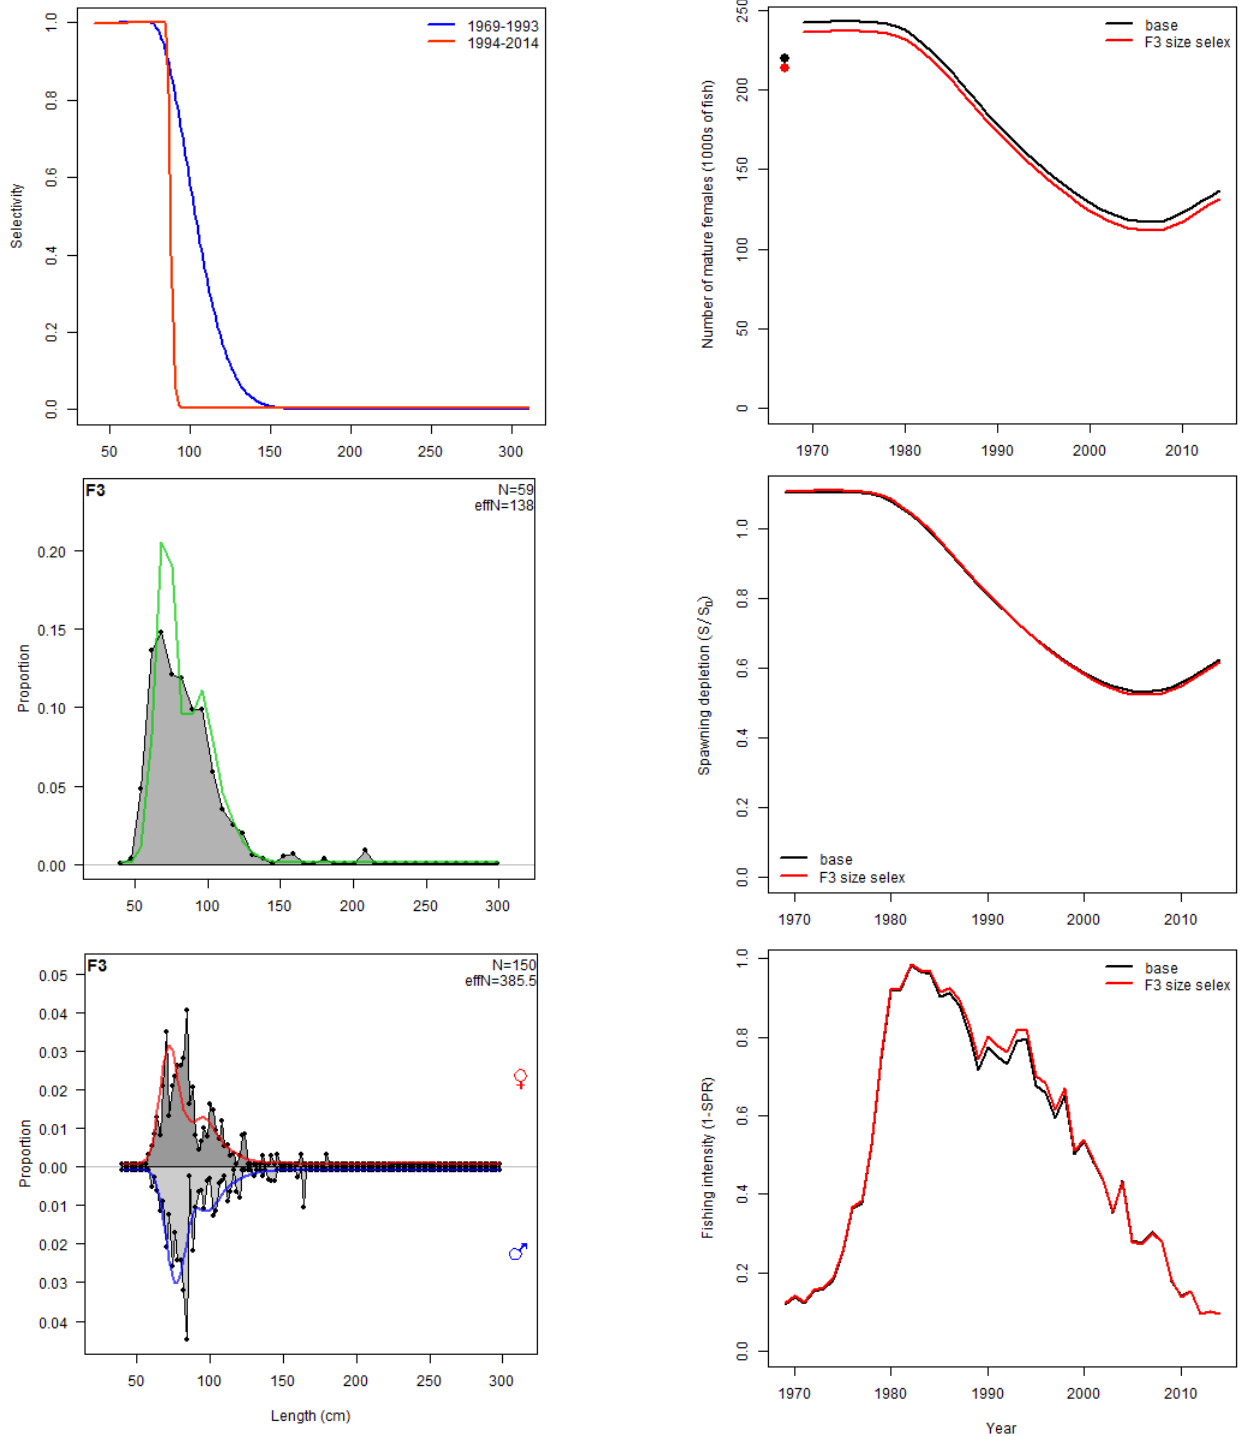 1969-1993
1994-2014
Selectivity
0.0 0.2 0.4 0.6 0.8 1.0
50 100 150 200 250 300
base
F3 size selex
Number of mature females (1000s of fish)
0 50 100 150 200 250
1970 1980 1990 2000 2010
F3
N=59
effN=138
Proportion
0.20
0.15
0.10
0.05
0.00
50 100 150 200 250 300
Spawning depletion (S/S0)
0.0 0.2 0.4 0.6 0.8 1.0
base
F3 size selex
1970 1980 1990 2000 2010
F3
N=150
effN=385.5
Proportion
0.05
0.04
0.03
0.02
0.01
0.00
0.01
0.02
0.03
0.04
♀
♂
50 100 150 200 250 300
Length (cm)
base
F3 size selex
Fishing intensity (1-SPR)
0.0 0.2 0.4 0.6 0.8 1.0
1970 1980 1990 2000 2010
Year